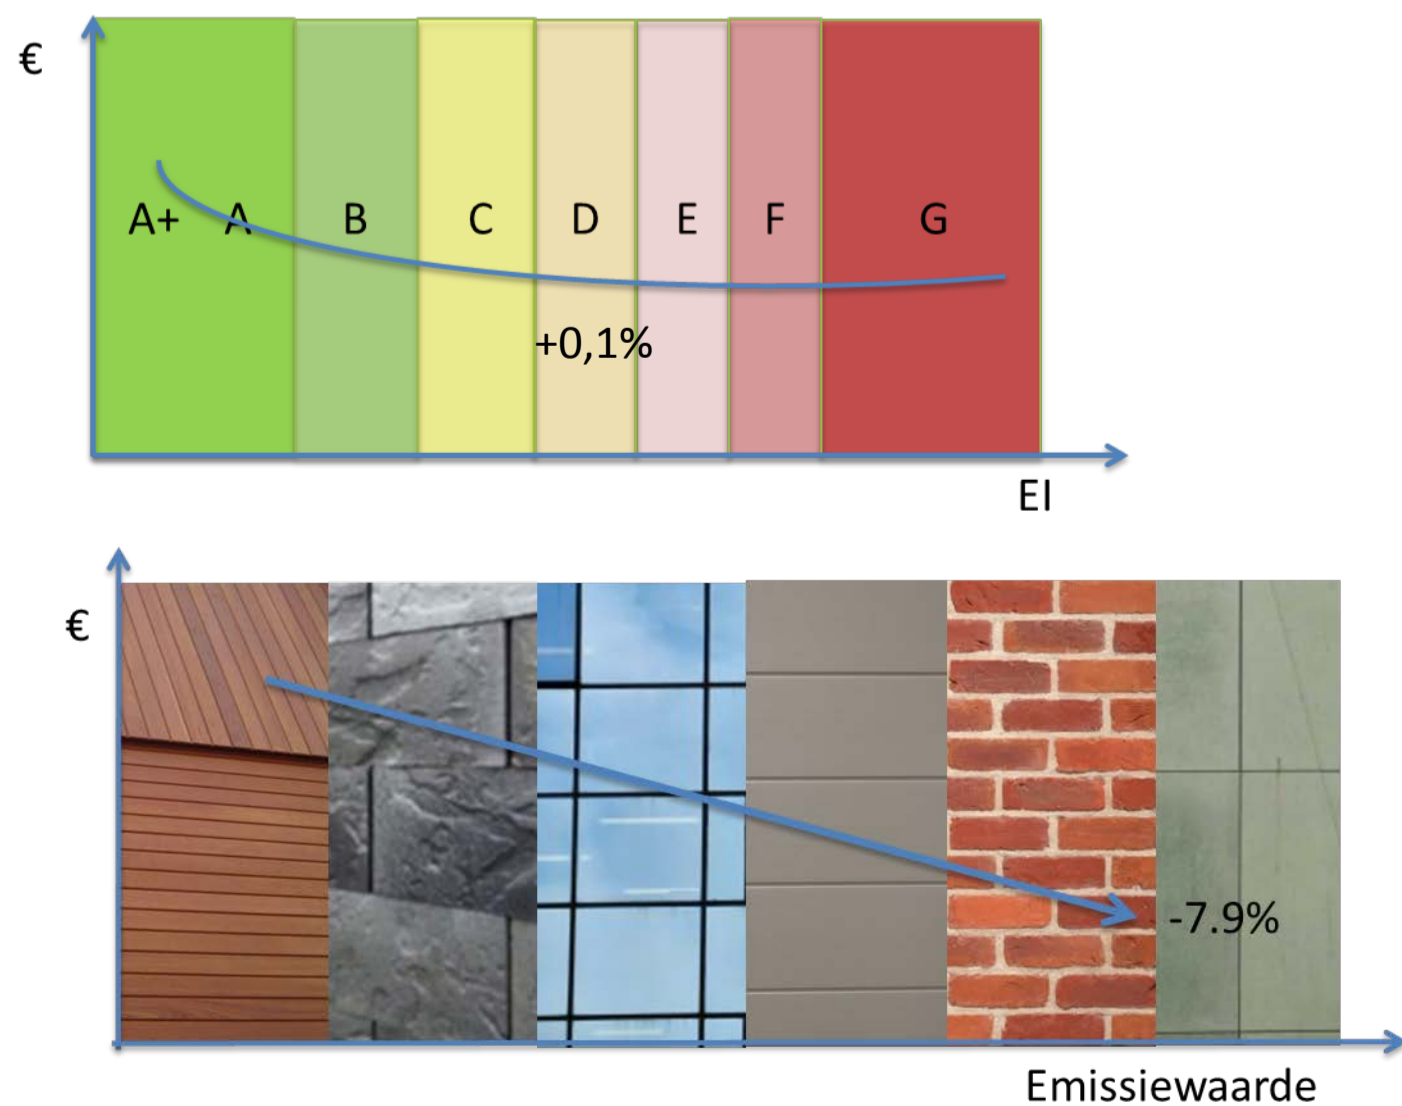 €
A+ A B C D E F G
+0,1%
EI
€
-7.9%
Emissiewaarde